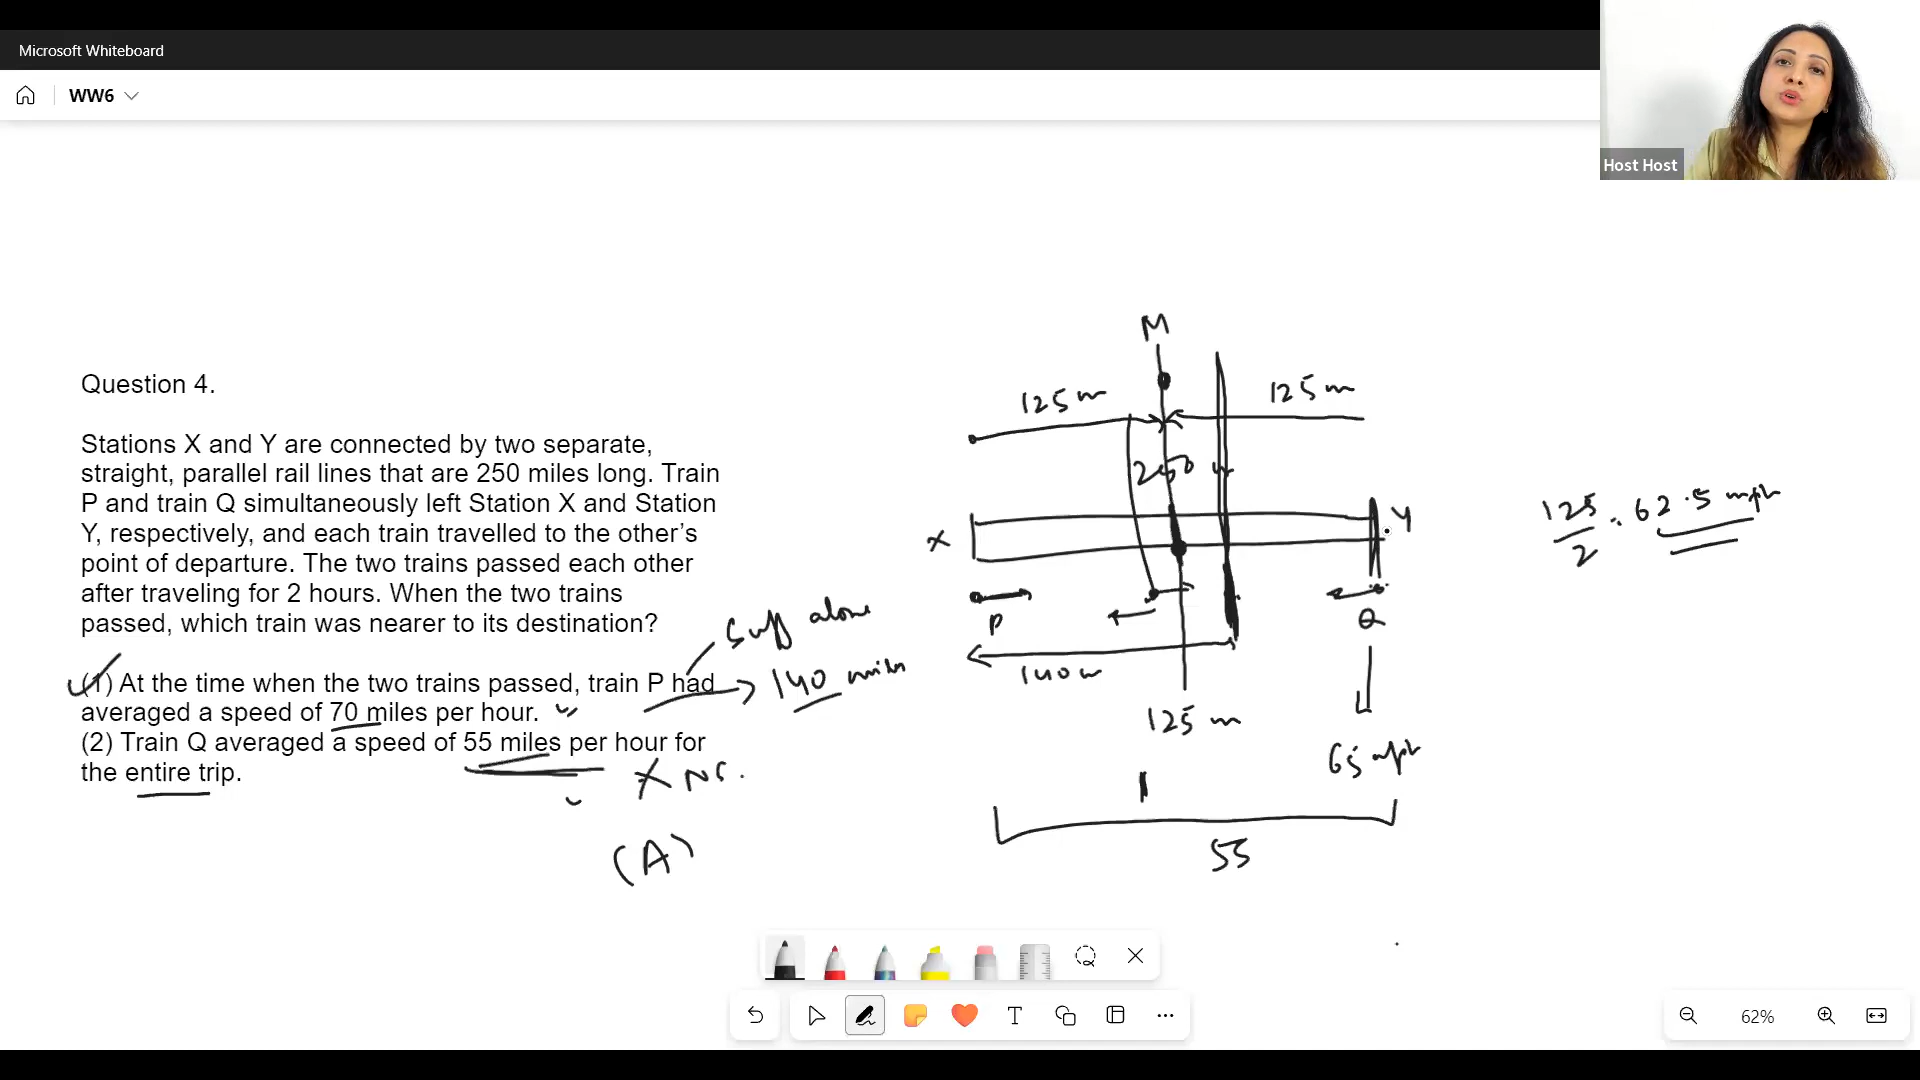 Microsoft Whiteboard
WW6
Host Host
Question 4.
Stations X and Y are connected by two separate,
straight, parallel rail lines that are 250 miles long. Train
P and train Q simultaneously left Station X and Station
Y, respectively, and each train travelled to the other’s
point of departure. The two trains passed each other
after traveling for 2 hours. When the two trains
passed, which train was nearer to its destination?
(1) At the time when the two trains passed, train P had
averaged a speed of 70 miles per hour.
(2) Train Q averaged a speed of 55 miles per hour for
the entire trip.
Suff alone
140 miles
X NS.
(A)
M
125 m
125 m
250 m
X
Y
P
Q
140 m
125 m
65 mph
55
125
2
62.5 mph
62%